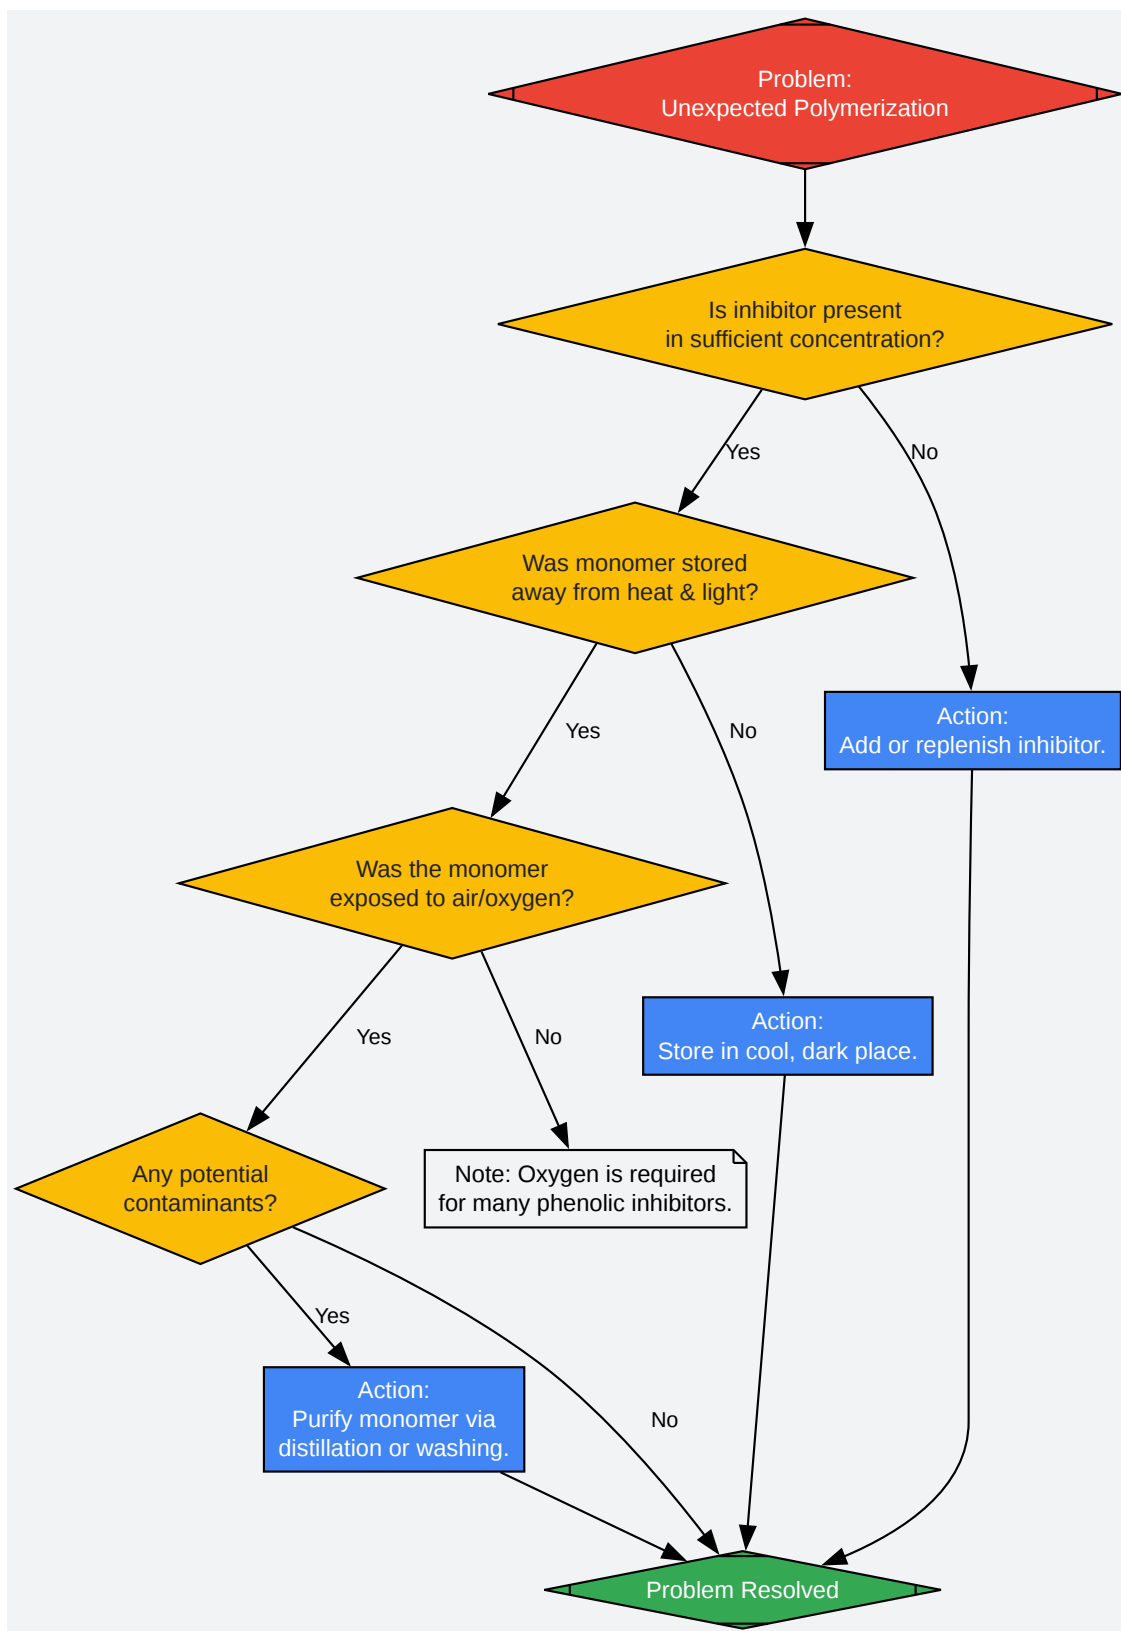 Problem:
Unexpected Polymerization
Is inhibitor present
in sufficient concentration?
Yes
No
Was monomer stored
away from heat & light?
Yes
No
Action:
Add or replenish inhibitor.
Was the monomer
exposed to air/oxygen?
Yes
No
Action:
Store in cool, dark place.
Any potential
contaminants?
Note: Oxygen is required
for many phenolic inhibitors.
Yes
No
Action:
Purify monomer via
distillation or washing.
Problem Resolved